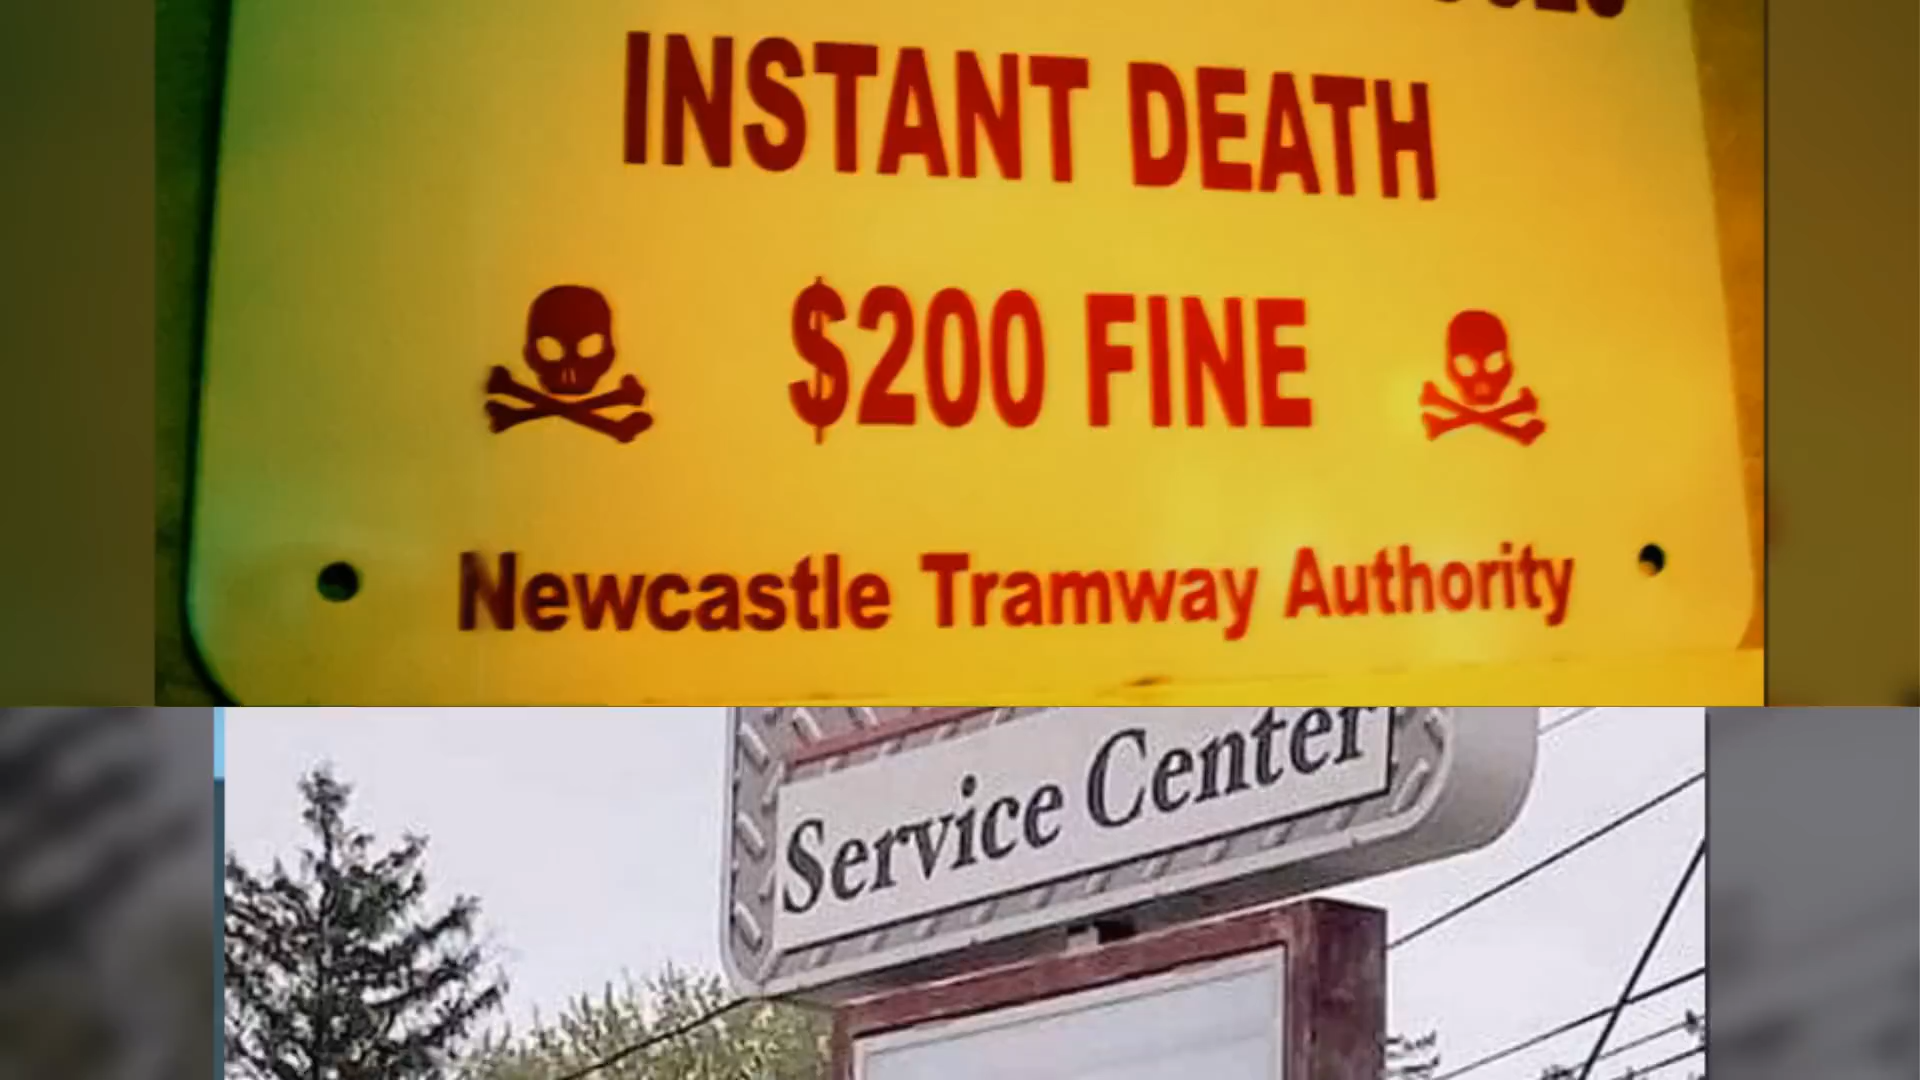 INSTANT DEATH
$200 FINE
Newcastle Tramway Authority
Service Center